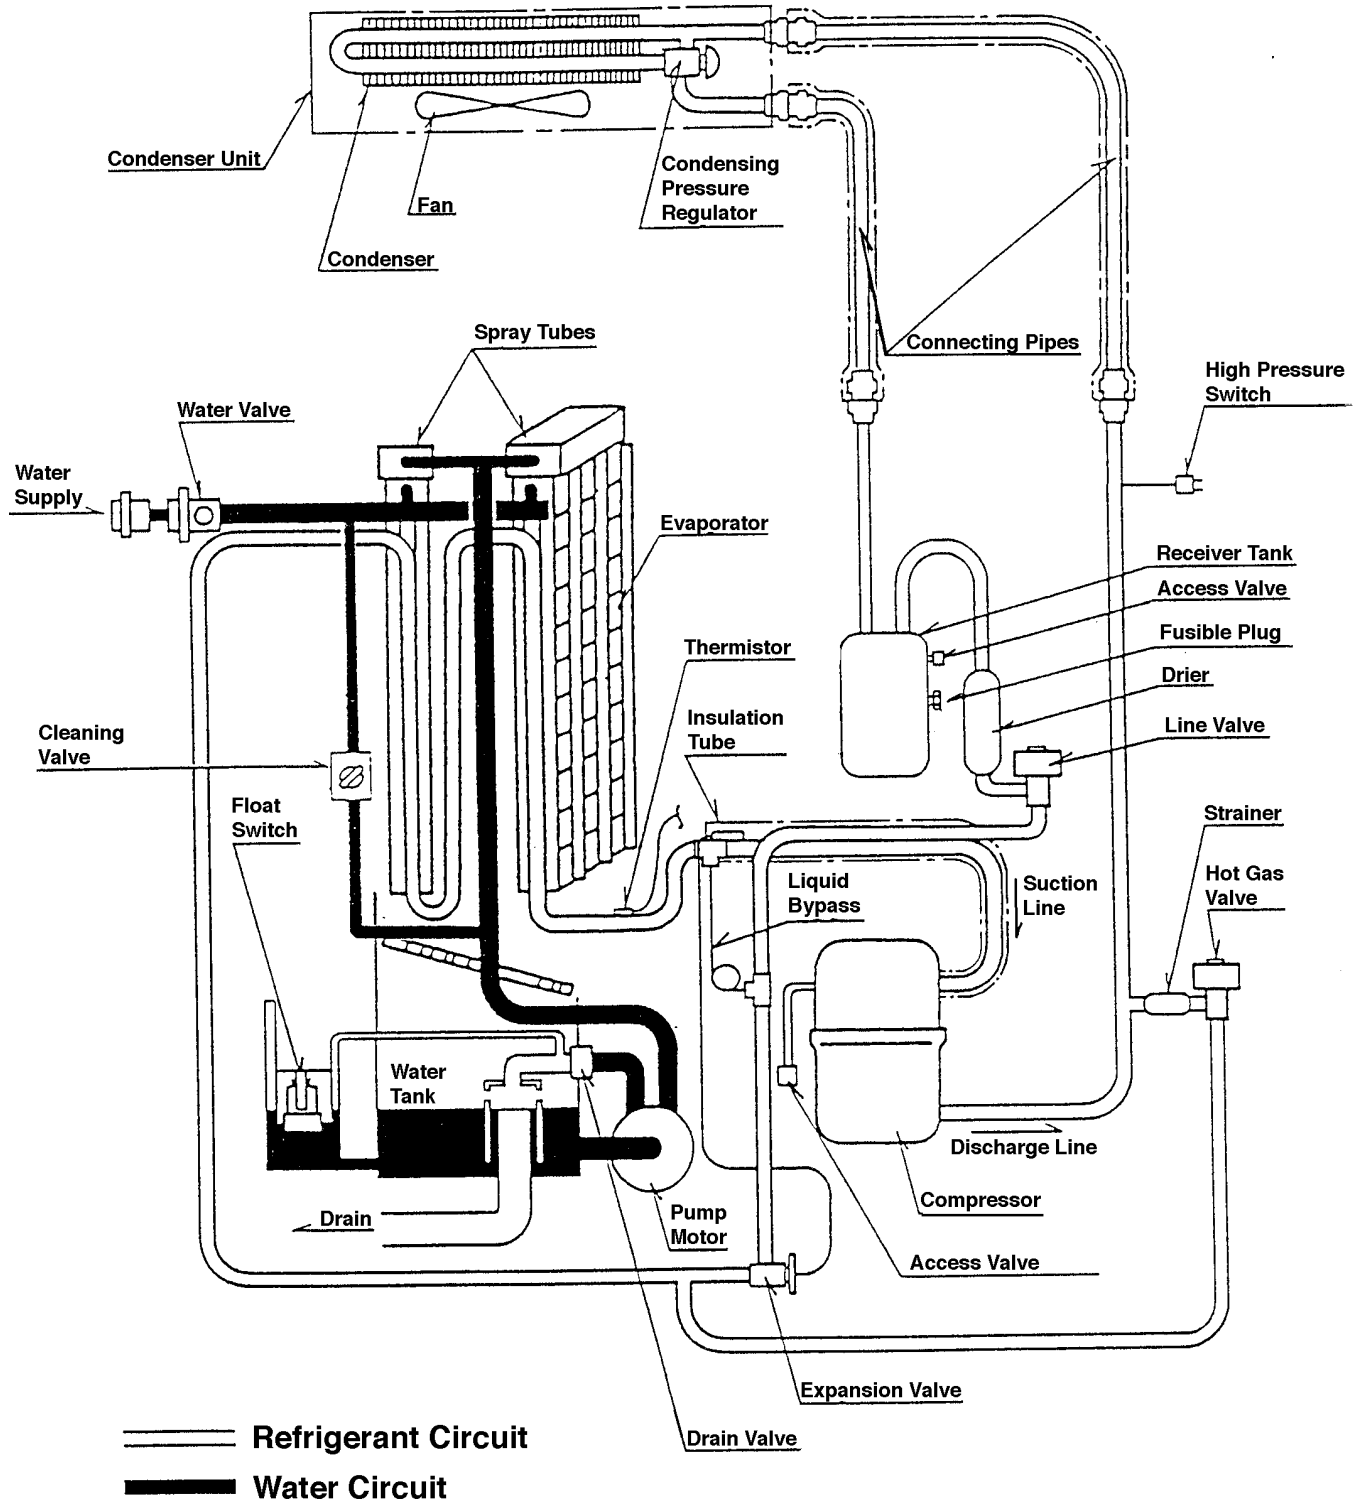 Condenser Unit
Fan
Condenser
Condensing
Pressure
Regulator
Connecting Pipes
Spray Tubes
High Pressure
Switch
Water Valve
Water
Supply
Evaporator
Receiver Tank
Access Valve
Fusible Plug
Drier
Line Valve
Thermistor
Insulation
Tube
Cleaning
Valve
Float
Switch
Strainer
Hot Gas
Valve
Liquid
Bypass
Suction
Line
Water
Tank
Discharge Line
Compressor
Drain
Pump
Motor
Access Valve
Expansion Valve
Drain Valve
Refrigerant Circuit
Water Circuit